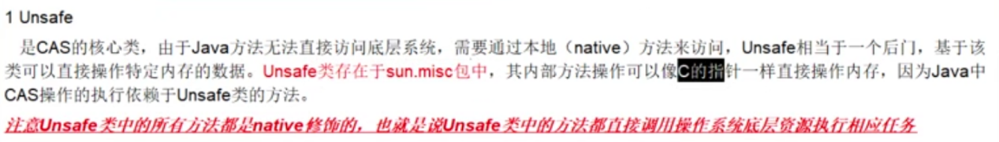 1 Unsafe
是CAS的核心类，由于Java方法无法直接访问底层系统，需要通过本地（native）方法来访问，Unsafe相当于一个后门，基于该
类可以直接操作特定内存的数据。Unsafe类存在于sun.misc包中，其内部方法操作可以像C的指针一样直接操作内存，因为Java中
CAS操作的执行依赖于Unsafe类的方法。
注意Unsafe类中的所有方法都是native修饰的，也就是说Unsafe类中的方法都直接调用操作系统底层资源执行相应任务